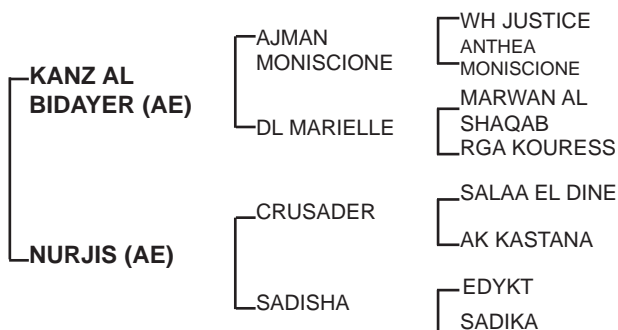 KANZ AL
BIDAYER (AE)
AJMAN
MONISCIONE
WH JUSTICE
ANTHEA
MONISCIONE
DL MARIELLE
MARWAN AL
SHAQAB
RGA KOURESS
NURJIS (AE)
CRUSADER
SALAA EL DINE
AK KASTANA
SADISHA
EDYKT
SADIKA